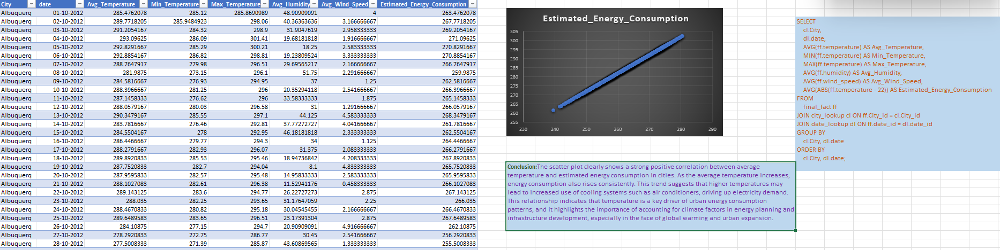 City date Avg_Temperature Min_Temperature Max_Temperature Avg_Humidity Avg_Wind_Speed Estimated_Energy_Consumption
Albuquerq 01-10-2012 285.4762078 285.12 285.8690989 48.90909091 4 263.4762078
Albuquerq 02-10-2012 289.7718205 285.9484923 298.06 40.36363636 3.166666667 267.7718205
Albuquerq 03-10-2012 291.2054167 284.32 298.9 31.9047619 2.958333333 269.2054167
Albuquerq 04-10-2012 293.09625 286.09 301.41 19.68181818 1.916666667 271.09625
Albuquerq 05-10-2012 292.8291667 285.29 300.21 18.25 2.583333333 270.8291667
Albuquerq 06-10-2012 292.8854167 286.82 298.81 19.23809524 3.333333333 270.8854167
Albuquerq 07-10-2012 288.7647917 279.98 296.51 29.69565217 2.166666667 266.7647917
Albuquerq 08-10-2012 281.9875 273.15 296.1 51.75 2.291666667 259.9875
Albuquerq 09-10-2012 284.5816667 276.93 294.95 37 1.25 262.5816667
Albuquerq 10-10-2012 288.3966667 281.25 296 20.35294118 2.541666667 266.3966667
Albuquerq 11-10-2012 287.1458333 276.62 296 33.58333333 1.875 265.1458333
Albuquerq 12-10-2012 288.0579167 280.03 296.58 31 1.291666667 266.0579167
Albuquerq 13-10-2012 290.3479167 285.55 297.1 44.125 4.583333333 268.3479167
Albuquerq 14-10-2012 283.7816667 276.46 292.81 37.77272727 4.041666667 261.7816667
Albuquerq 15-10-2012 284.5504167 278 292.95 46.18181818 2.333333333 262.5504167
Albuquerq 16-10-2012 286.4466667 279.77 294.3 34 1.125 264.4466667
Albuquerq 17-10-2012 288.2791667 282.93 296.07 31.375 2.083333333 266.2791667
Albuquerq 18-10-2012 289.8920833 285.53 295.46 18.94736842 4.208333333 267.8920833
Albuquerq 19-10-2012 287.7520833 282.7 294.04 8.1 4.833333333 265.7520833
Albuquerq 20-10-2012 287.9595833 282.57 295.48 14.95833333 2.583333333 265.9595833
Albuquerq 21-10-2012 288.1027083 282.61 296.38 11.52941176 0.458333333 266.1027083
Albuquerq 22-10-2012 289.143125 283.6 294.77 26.22727273 2.875 267.143125
Albuquerq 23-10-2012 288.035 282.25 293.65 31.17647059 2.25 266.035
Albuquerq 24-10-2012 288.4670833 280.82 295.18 30.04545455 2.166666667 266.4670833
Albuquerq 25-10-2012 289.6489583 283.65 296.51 23.17391304 2.875 267.6489583
Albuquerq 26-10-2012 284.10875 277.15 294.7 20.90909091 4.916666667 262.10875
Albuquerq 27-10-2012 278.2920833 272.75 286.77 30.45 2.541666667 256.2920833
Albuquerq 28-10-2012 277.5008333 271.39 285.87 43.60869565 1.333333333 255.5008333
Estimated_Energy_Consumption
305
300
295
290
285
280
275
270
265
260
255
230 240 250 260 270 280 290
Conclusion:The scatter plot clearly shows a strong positive correlation between average
temperature and estimated energy consumption in cities. As the average temperature increases,
energy consumption also rises consistently. This trend suggests that higher temperatures may
lead to increased use of cooling systems such as air conditioners, driving up electricity demand.
This relationship indicates that temperature is a key driver of urban energy consumption
patterns, and it highlights the importance of accounting for climate factors in energy planning and
infrastructure development, especially in the face of global warming and urban expansion.
SELECT
cl.City,
dl.date,
AVG(ff.temperature) AS Avg_Temperature,
MIN(ff.temperature) AS Min_Temperature,
MAX(ff.temperature) AS Max_Temperature,
AVG(ff.humidity) AS Avg_Humidity,
AVG(ff.wind_speed) AS Avg_Wind_Speed,
AVG(ABS(ff.temperature - 22)) AS Estimated_Energy_Consumption
FROM
final_fact ff
JOIN city_lookup cl ON ff.City_id = cl.City_id
JOIN date_lookup dl ON ff.date_id = dl.date_id
GROUP BY
cl.City, dl.date
ORDER BY
cl.City, dl.date;